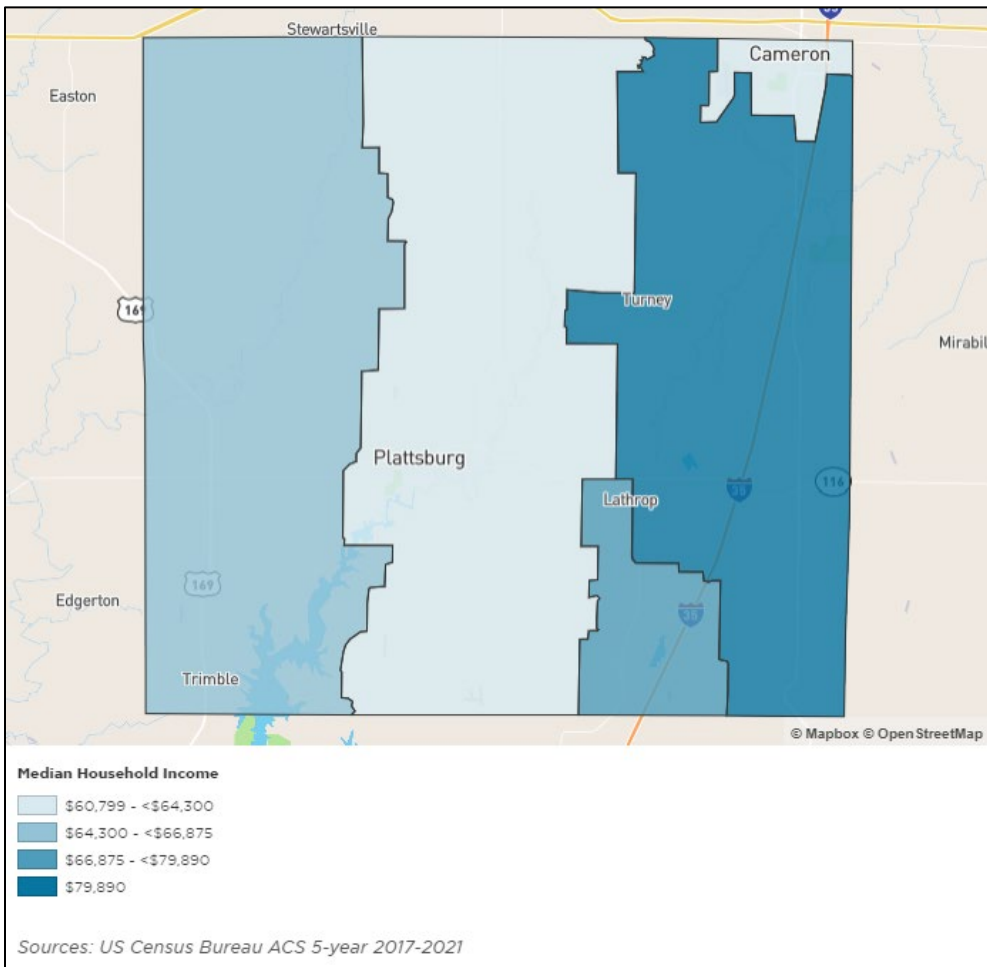 35
Stewartsville
Cameron
Easton
169
Turney
Mirabil
Plattsburg
Lathrop
35
116
169
Edgerton
35
Trimble
© Mapbox © OpenStreetMap
Median Household Income
$60,799 - <$64,300
$64,300 - <$66,875
$66,875 - <$79,890
$79,890
Sources: US Census Bureau ACS 5-year 2017-2021